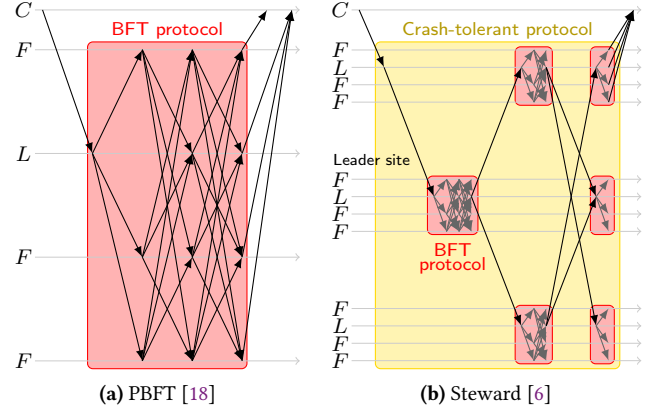 C
BFT protocol
F
L
F
F
(a) PBFT [18]
C
Crash-tolerant protocol
F
L
F
F
Leader site
F
L
F
F
BFT
protocol
F
L
F
F
(b) Steward [6]